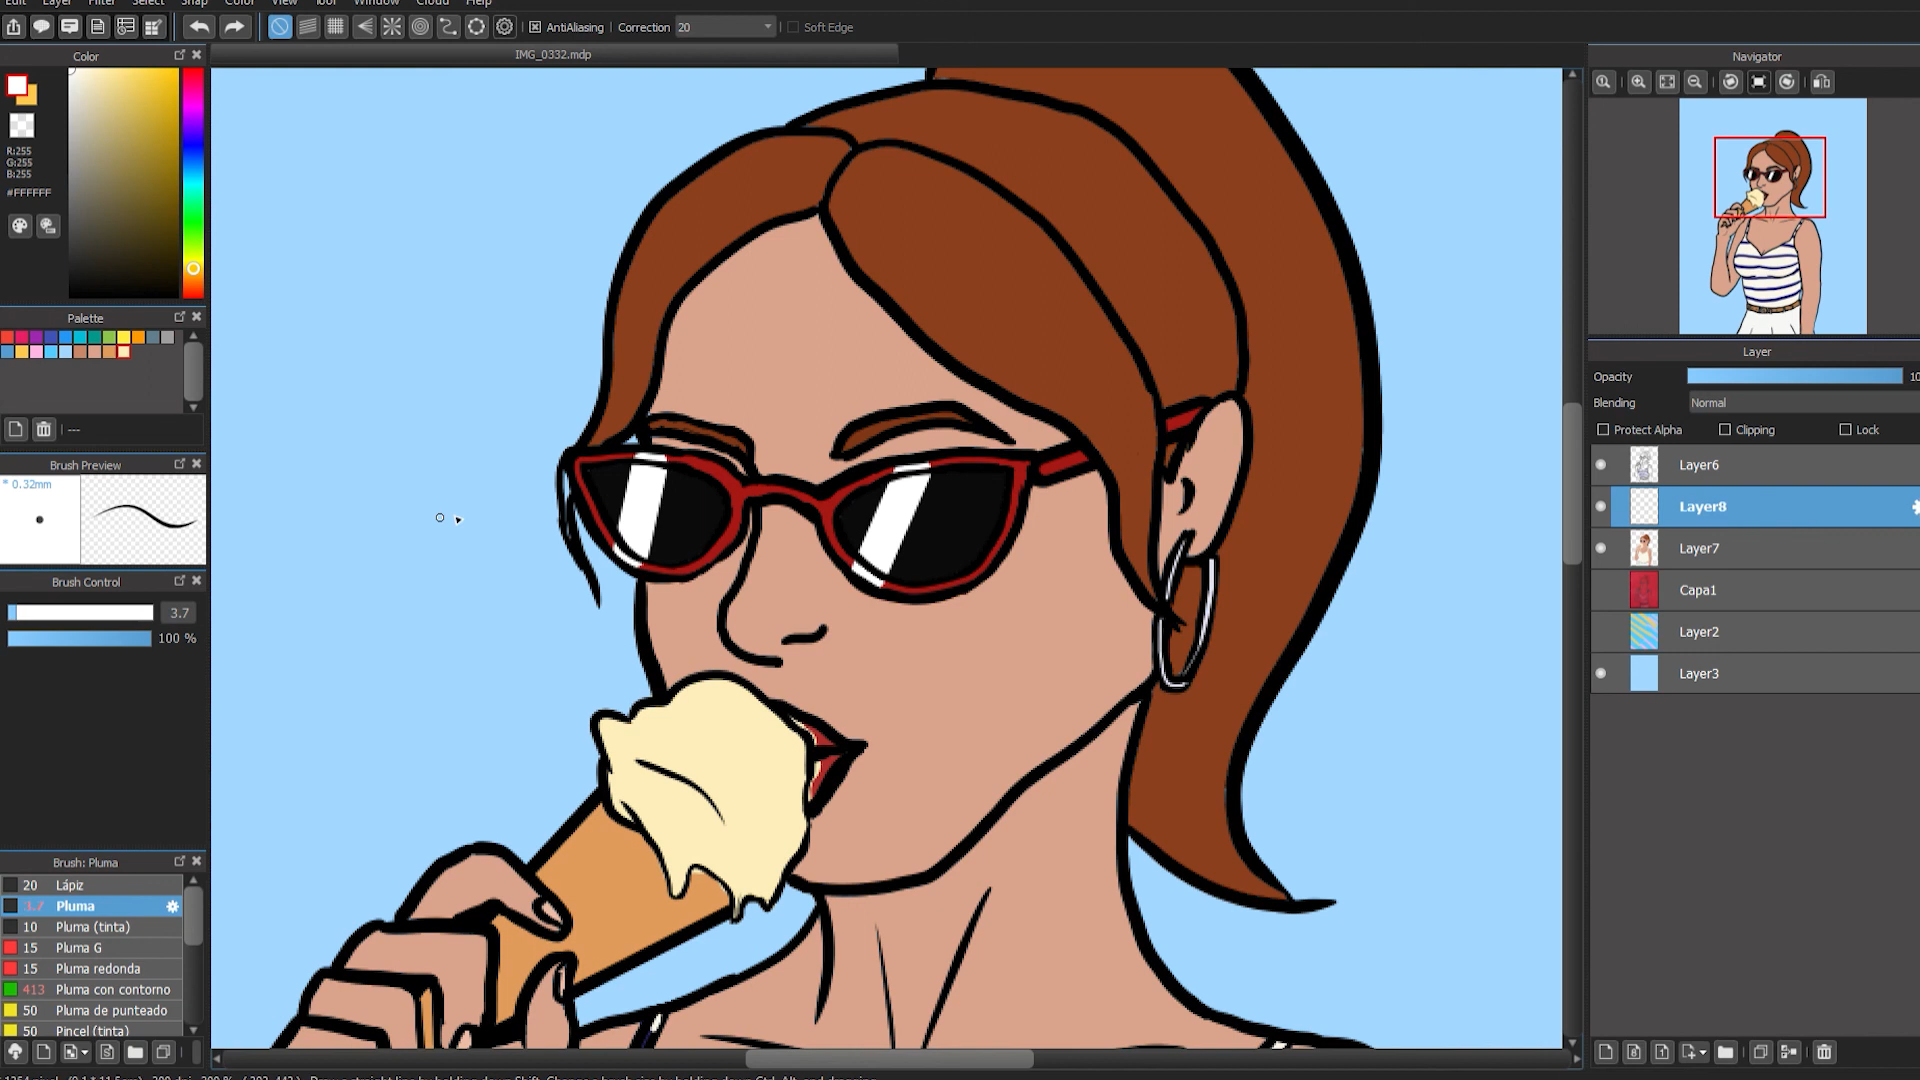 Edit Layer Filter Select Snap Color View Tool Window Cloud Help
AntiAliasing Correction 20 Soft Edge
Color
IMG_0332.mdp
Navigator
R:255
G:255
B:255
#FFFFFF
Palette
---
Brush Preview
* 0.32mm
Brush Control
3.7
100 %
Layer
Opacity
Blending Normal
Protect Alpha Clipping Lock
Layer6
Layer8
Layer7
Capa1
Layer2
Layer3
Brush: Pluma
20 Lápiz
3.7 Pluma
10 Pluma (tinta)
15 Pluma G
15 Pluma redonda
413 Pluma con contorno
50 Pluma de punteado
50 Pincel (tinta)